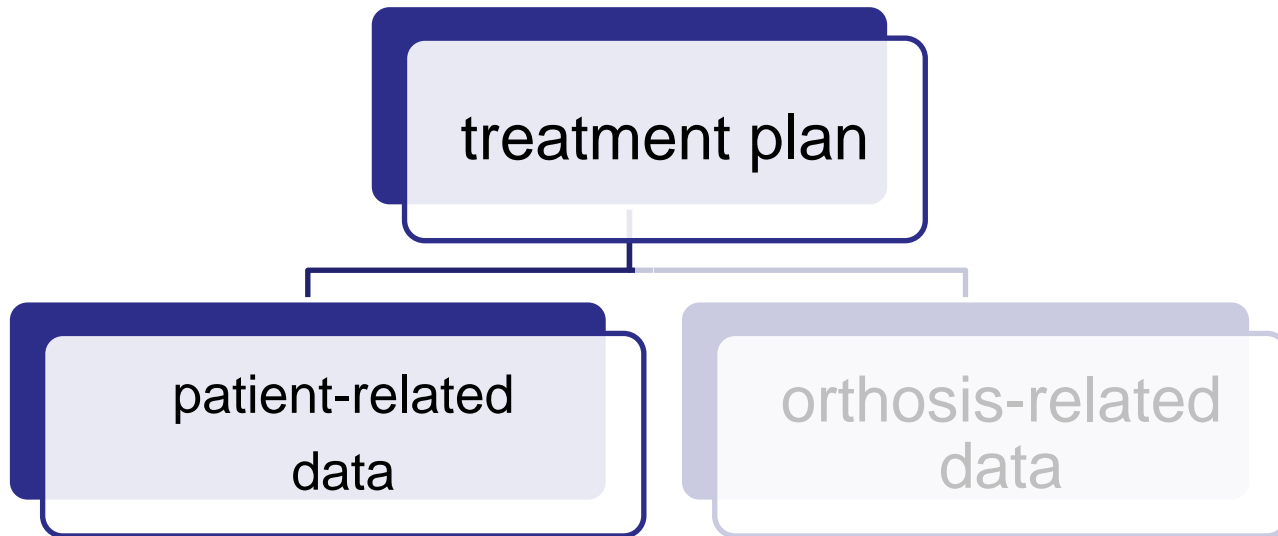 treatment plan
patient-related
data
orthosis-related
data